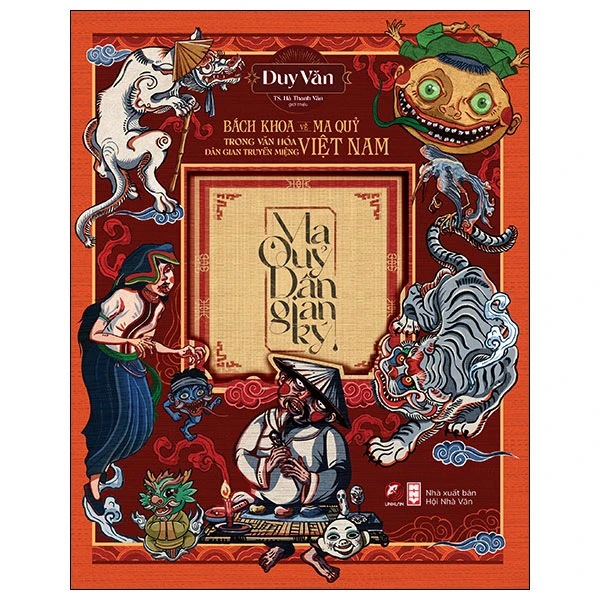 Duy Văn
TS. Hà Thanh Vân
giới thiệu
BÁCH KHOA về MA QUỶ
TRONG VĂN HÓA
DÂN GIAN TRUYỀN MIỆNG VIỆT NAM
Ma
Quỷ
Dân
gian
ký
LINHLAN
Nhà xuất bản
Hội Nhà Văn